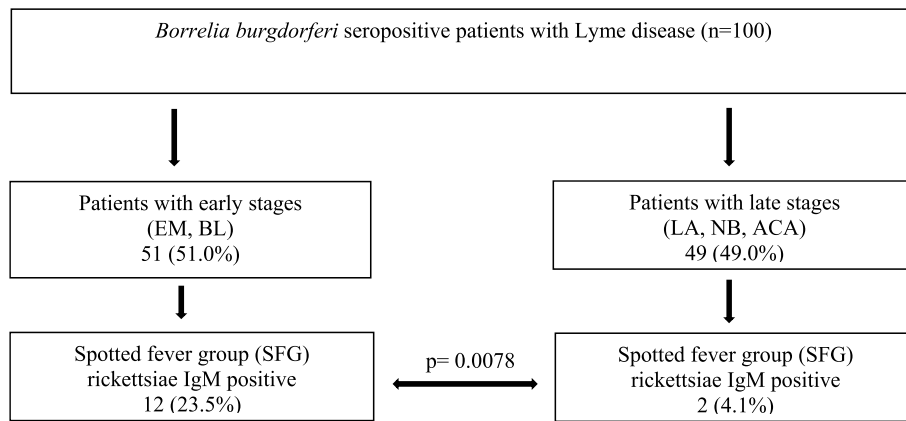 Borrelia burgdorferi seropositive patients with Lyme disease (n=100)
Patients with early stages
(EM, BL)
51 (51.0%)
Patients with late stages
(LA, NB, ACA)
49 (49.0%)
Spotted fever group (SFG)
rickettsiae IgM positive
12 (23.5%)
p= 0.0078
Spotted fever group (SFG)
rickettsiae IgM positive
2 (4.1%)